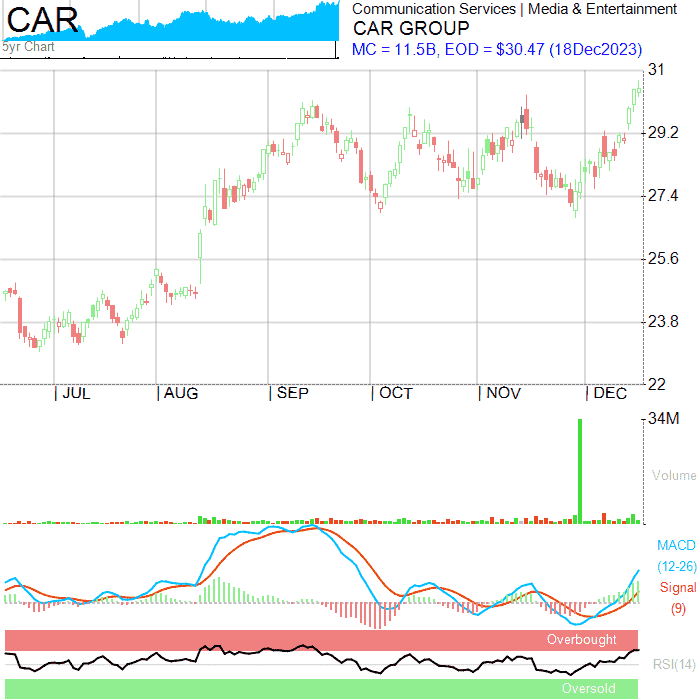 CAR
5yr Chart
Communication Services | Media & Entertainment
CAR GROUP
MC = 11.5B, EOD = $30.47 (18Dec2023)
31
29.2
27.4
25.6
23.8
22
JUL AUG SEP OCT NOV DEC
34M
Volume
MACD
(12-26)
Signal
(9)
Overbought
RSI(14)
Oversold